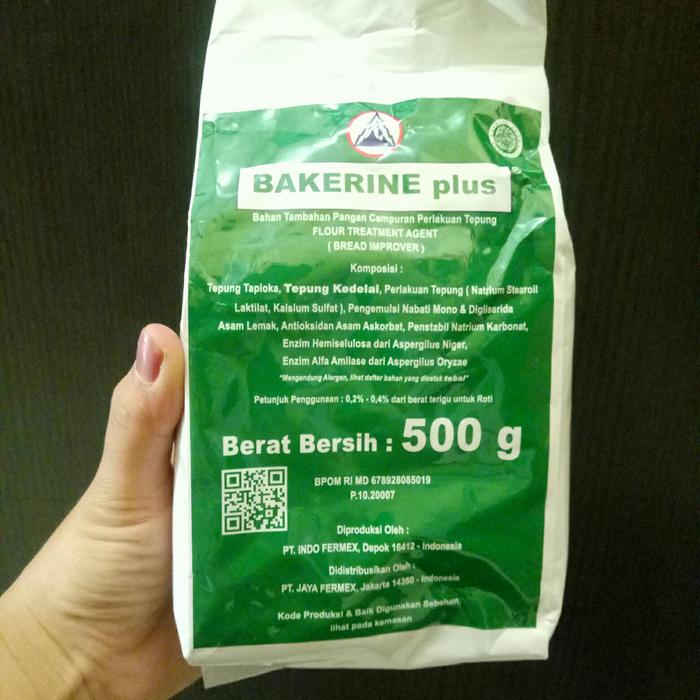 BAKERINE plus ®
Bahan Tambahan Pangan Campuran Perlakuan Tepung
FLOUR TREATMENT AGENT
( BREAD IMPROVER )
Komposisi :
Tepung Tapioka, Tepung Kedelai, Perlakuan Tepung ( Natrium Stearoil
Laktilat, Kalsium Sulfat ), Pengemulsi Nabati Mono & Digliserida
Asam Lemak, Antioksidan Asam Askorbat, Penstabil Natrium Karbonat,
Enzim Hemiselulosa dari Aspergilus Niger,
Enzim Alfa Amilase dari Aspergilus Oryzae
"Mengandung Alergen, lihat daftar bahan yang dicetak tebal"
Petunjuk Penggunaan : 0,2% - 0,4% dari berat terigu untuk Roti
Berat Bersih : 500 g
BPOM RI MD 678928085019
P.10.20007
Diproduksi Oleh :
PT. INDO FERMEX, Depok 16412 - Indonesia
Didistribusikan Oleh :
PT. JAYA FERMEX, Jakarta 14350 - Indonesia
Kode Produksi & Baik Digunakan Sebelum,
lihat pada kemasan